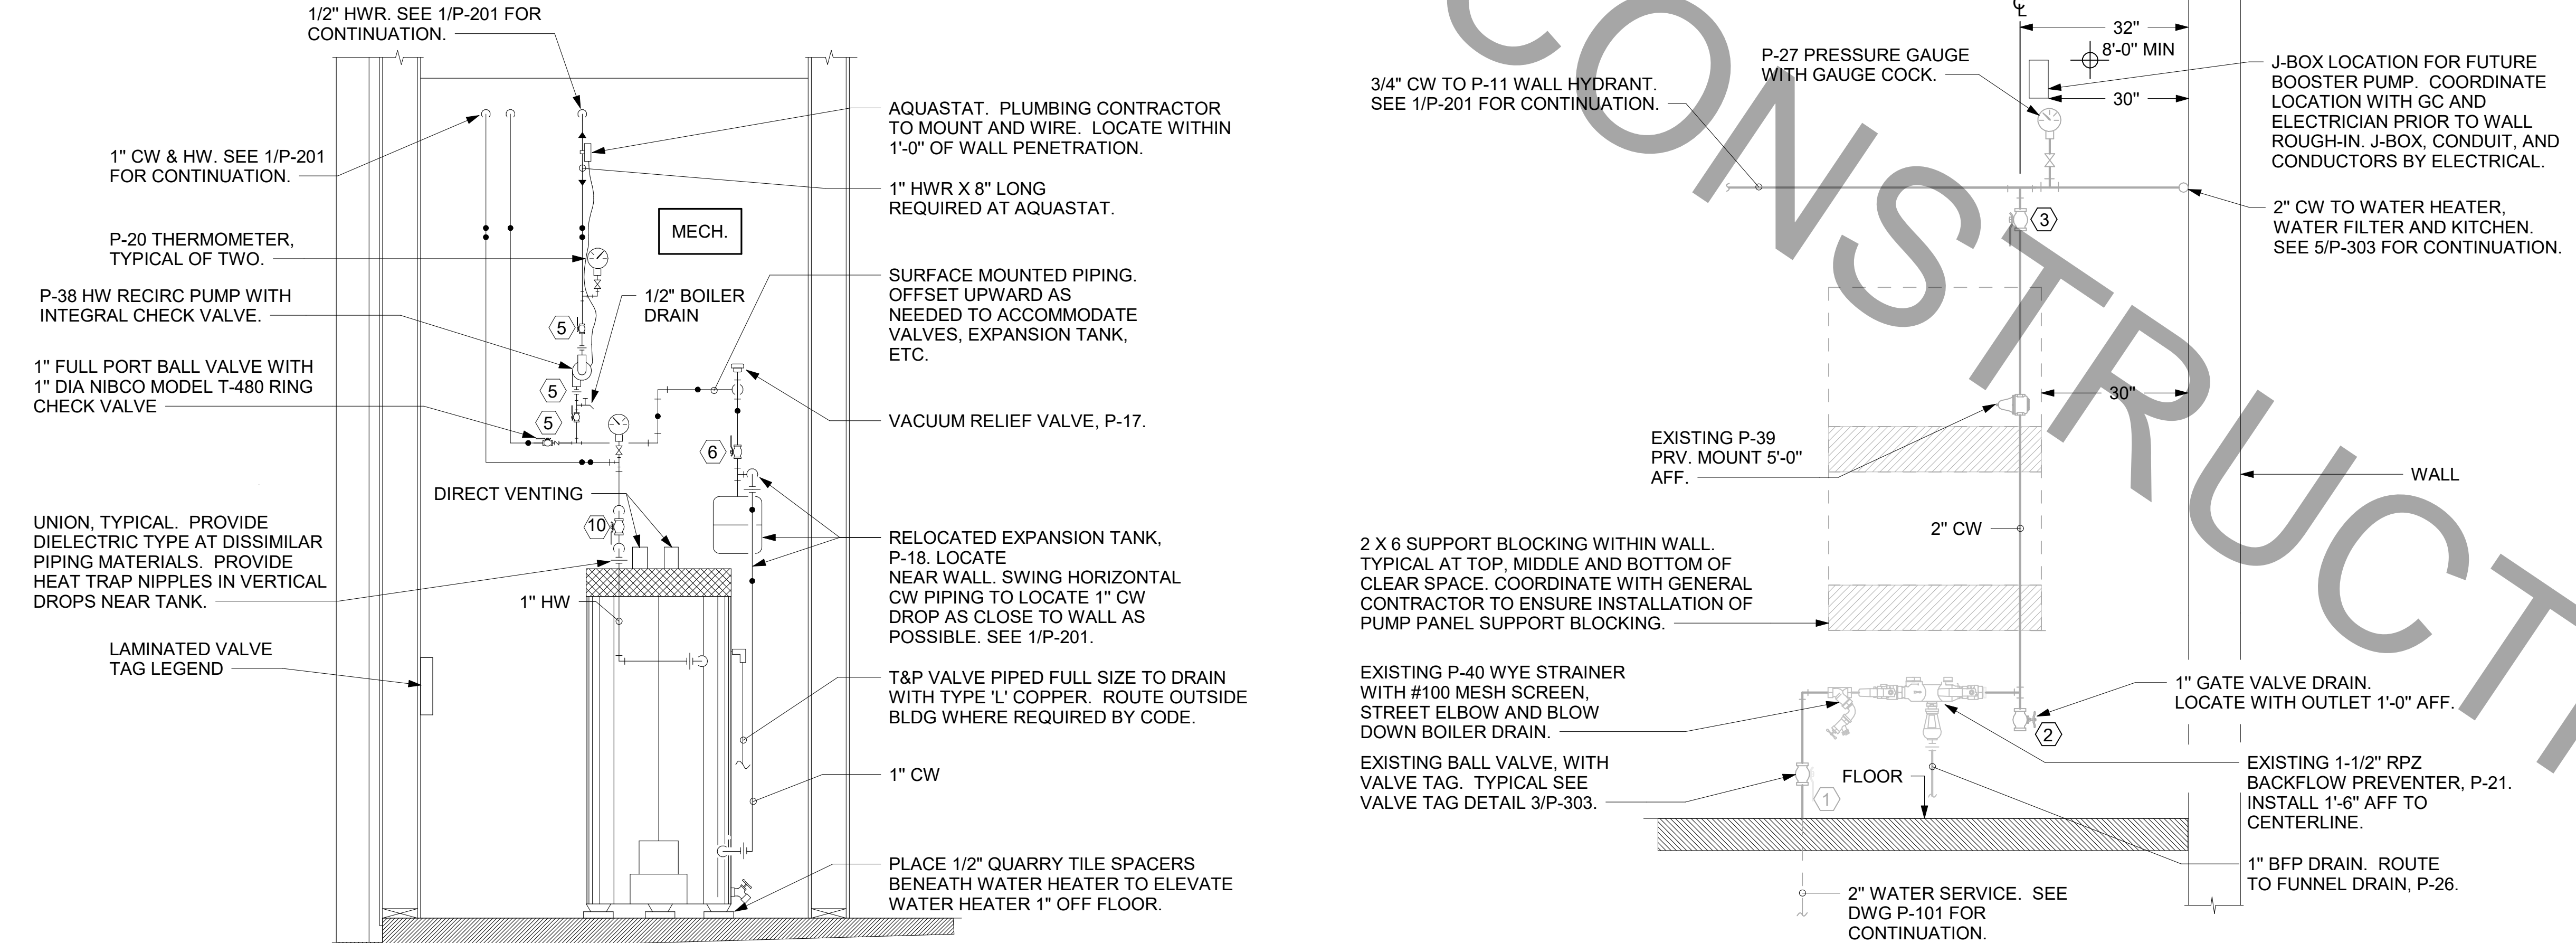 1/2" HWR. SEE 1/P-201 FOR
CONTINUATION.
1" CW & HW. SEE 1/P-201
FOR CONTINUATION.
P-20 THERMOMETER,
TYPICAL OF TWO.
P-38 HW RECIRC PUMP WITH
INTEGRAL CHECK VALVE.
1" FULL PORT BALL VALVE WITH
1" DIA NIBCO MODEL T-480 RING
CHECK VALVE
UNION, TYPICAL. PROVIDE
DIELECTRIC TYPE AT DISSIMILAR
PIPING MATERIALS. PROVIDE
HEAT TRAP NIPPLES IN VERTICAL
DROPS NEAR TANK.
LAMINATED VALVE
TAG LEGEND
MECH.
1/2" BOILER
DRAIN
5
5
5
6
DIRECT VENTING
10
1" HW
AQUASTAT. PLUMBING CONTRACTOR
TO MOUNT AND WIRE. LOCATE WITHIN
1'-0" OF WALL PENETRATION.
1" HWR X 8" LONG
REQUIRED AT AQUASTAT.
SURFACE MOUNTED PIPING.
OFFSET UPWARD AS
NEEDED TO ACCOMMODATE
VALVES, EXPANSION TANK,
ETC.
VACUUM RELIEF VALVE, P-17.
RELOCATED EXPANSION TANK,
P-18. LOCATE
NEAR WALL. SWING HORIZONTAL
CW PIPING TO LOCATE 1" CW
DROP AS CLOSE TO WALL AS
POSSIBLE. SEE 1/P-201.
T&P VALVE PIPED FULL SIZE TO DRAIN
WITH TYPE 'L' COPPER. ROUTE OUTSIDE
BLDG WHERE REQUIRED BY CODE.
1" CW
PLACE 1/2" QUARRY TILE SPACERS
BENEATH WATER HEATER TO ELEVATE
WATER HEATER 1" OFF FLOOR.
CONSTRUCTI
3/4" CW TO P-11 WALL HYDRANT.
SEE 1/P-201 FOR CONTINUATION.
P-27 PRESSURE GAUGE
WITH GAUGE COCK.
32"
8'-0" MIN
30"
J-BOX LOCATION FOR FUTURE
BOOSTER PUMP. COORDINATE
LOCATION WITH GC AND
ELECTRICIAN PRIOR TO WALL
ROUGH-IN. J-BOX, CONDUIT, AND
CONDUCTORS BY ELECTRICAL.
3
2" CW TO WATER HEATER,
WATER FILTER AND KITCHEN.
SEE 5/P-303 FOR CONTINUATION.
30"
EXISTING P-39
PRV. MOUNT 5'-0"
AFF.
WALL
2" CW
2 X 6 SUPPORT BLOCKING WITHIN WALL.
TYPICAL AT TOP, MIDDLE AND BOTTOM OF
CLEAR SPACE. COORDINATE WITH GENERAL
CONTRACTOR TO ENSURE INSTALLATION OF
PUMP PANEL SUPPORT BLOCKING.
EXISTING P-40 WYE STRAINER
WITH #100 MESH SCREEN,
STREET ELBOW AND BLOW
DOWN BOILER DRAIN.
1" GATE VALVE DRAIN.
LOCATE WITH OUTLET 1'-0" AFF.
2
EXISTING BALL VALVE, WITH
VALVE TAG. TYPICAL SEE
VALVE TAG DETAIL 3/P-303.
1
FLOOR
EXISTING 1-1/2" RPZ
BACKFLOW PREVENTER, P-21.
INSTALL 1'-6" AFF TO
CENTERLINE.
1" BFP DRAIN. ROUTE
TO FUNNEL DRAIN, P-26.
2" WATER SERVICE. SEE
DWG P-101 FOR
CONTINUATION.